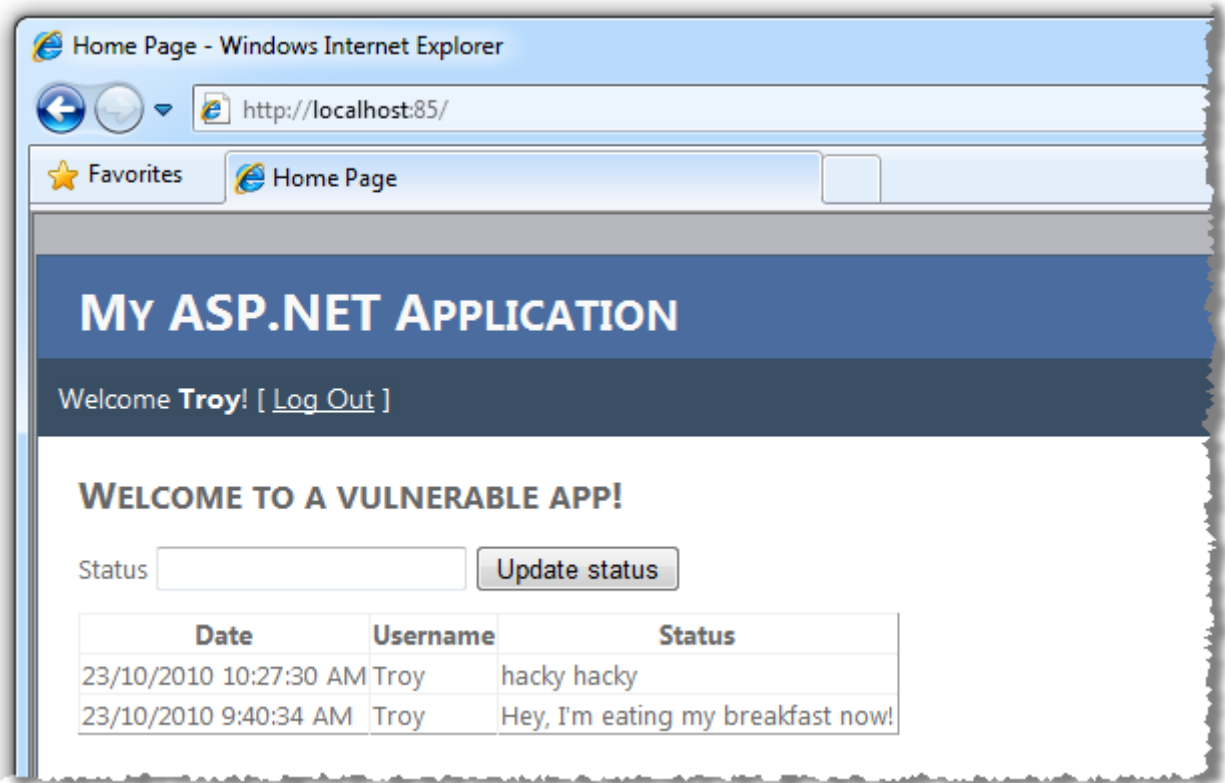 Home Page - Windows Internet Explorer
http://localhost:85/
Favorites Home Page
MY ASP.NET APPLICATION
Welcome Troy! [ Log Out ]
WELCOME TO A VULNERABLE APP!
Status Update status
Date Username Status
23/10/2010 10:27:30 AM Troy hacky hacky
23/10/2010 9:40:34 AM Troy Hey, I'm eating my breakfast now!